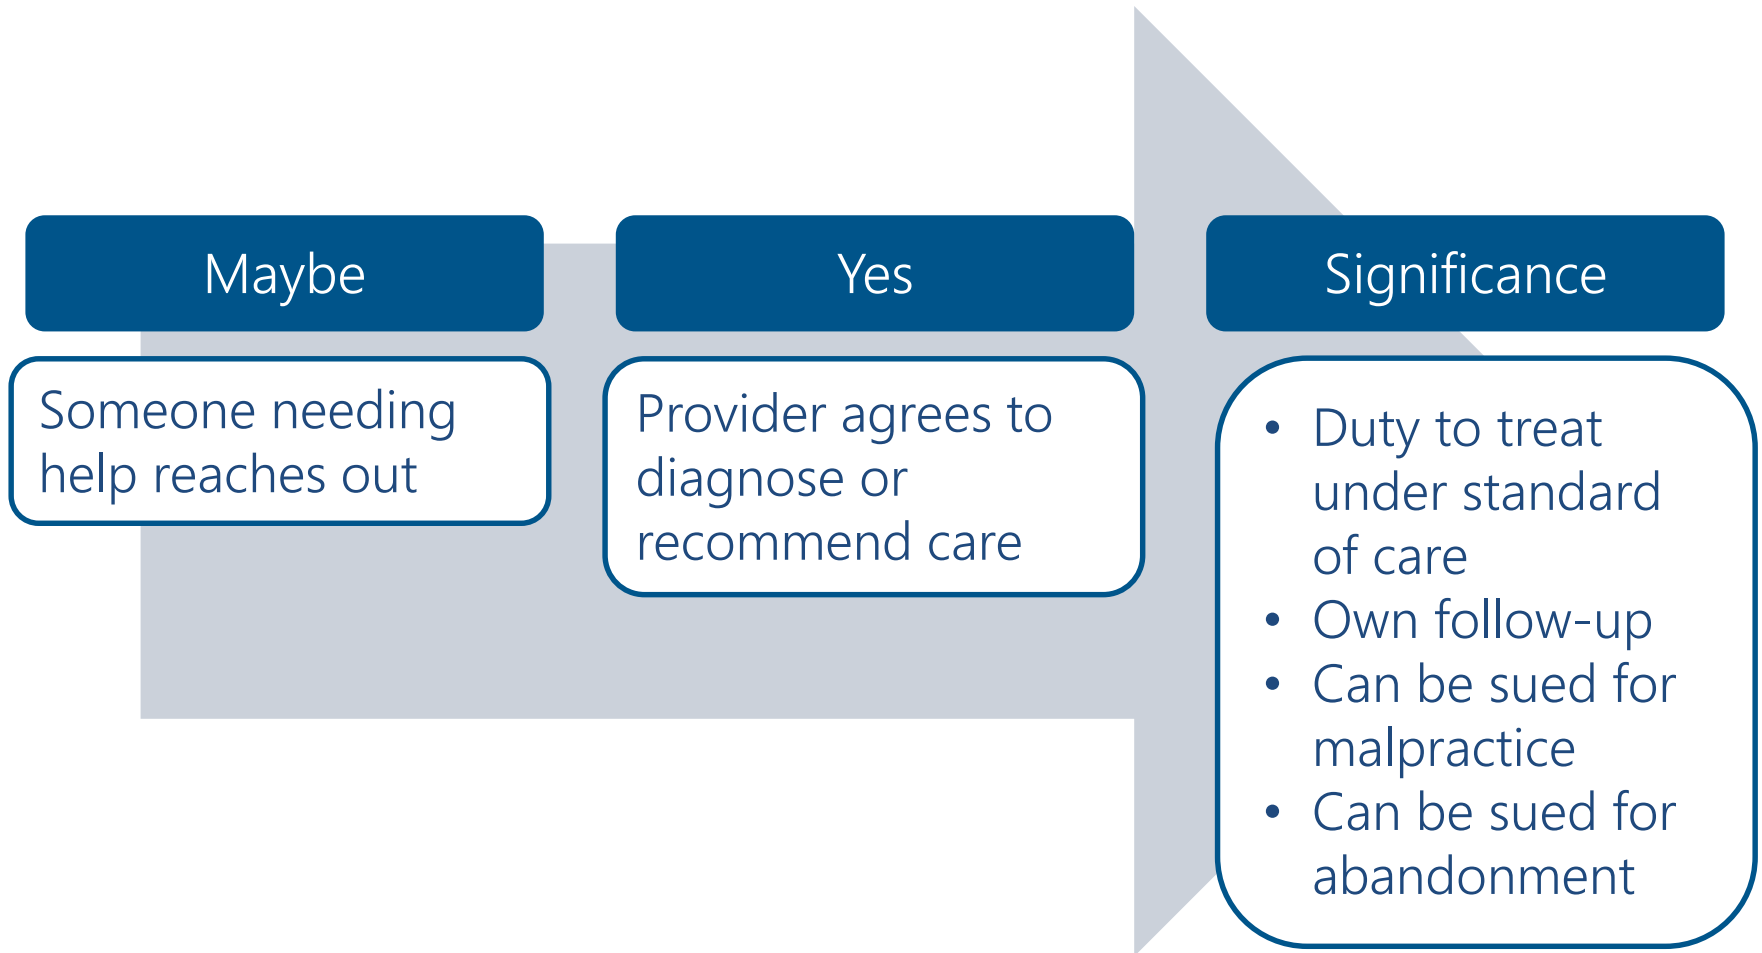 Maybe
Someone needing
help reaches out
Yes
Provider agrees to
diagnose or
recommend care
Significance
• Duty to treat
under standard
of care
• Own follow-up
• Can be sued for
malpractice
• Can be sued for
abandonment